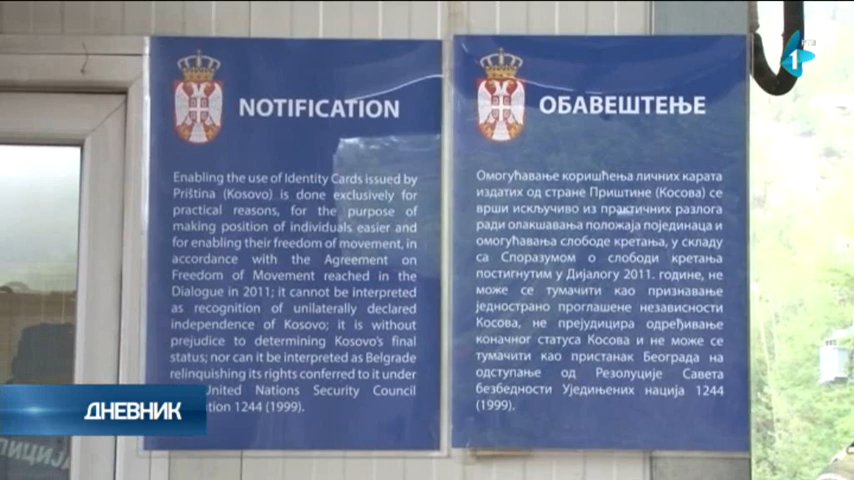 NOTIFICATION
Enabling the use of Identity Cards issued by
Priština (Kosovo) is done exclusively for
practical reasons, for the purpose of
making position of individuals easier and
for enabling their freedom of movement, in
accordance with the Agreement on
Freedom of Movement reached in the
Dialogue in 2011; it cannot be interpreted
as recognition of unilaterally declared
independence of Kosovo; it is without
prejudice to determining Kosovo's final
status; nor can it be interpreted as Belgrade
relinquishing its rights conferred to it under
United Nations Security Council
1244 (1999).
ОБАВЕШТЕЊЕ
Омогућавање коришћења личних карата
издатих од стране Приштине (Косова) се
врши искључиво из практичних разлога
ради олакшавања положаја појединаца и
омогућавања слободе кретања, у складу
са Споразумом о слободи кретања
постигнутим у Дијалогу 2011. године, не
може се тумачити као признавање
једнострано проглашене независности
Косова, не прејудицира одређивање
коначног статуса Косова и не може се
тумачити као пристанак Београда на
одступање од Резолуције Савета
безбедности Уједињених нација 1244
(1999).
РТС
1
ДНЕВНИК